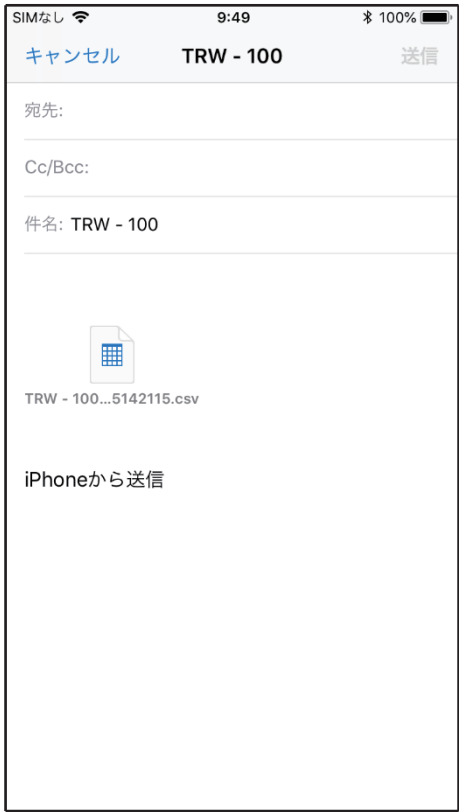 SIMなし 9:49 100%
キャンセル TRW - 100 送信
宛先:
Cc/Bcc:
件名: TRW - 100
TRW - 100...5142115.csv
iPhoneから送信